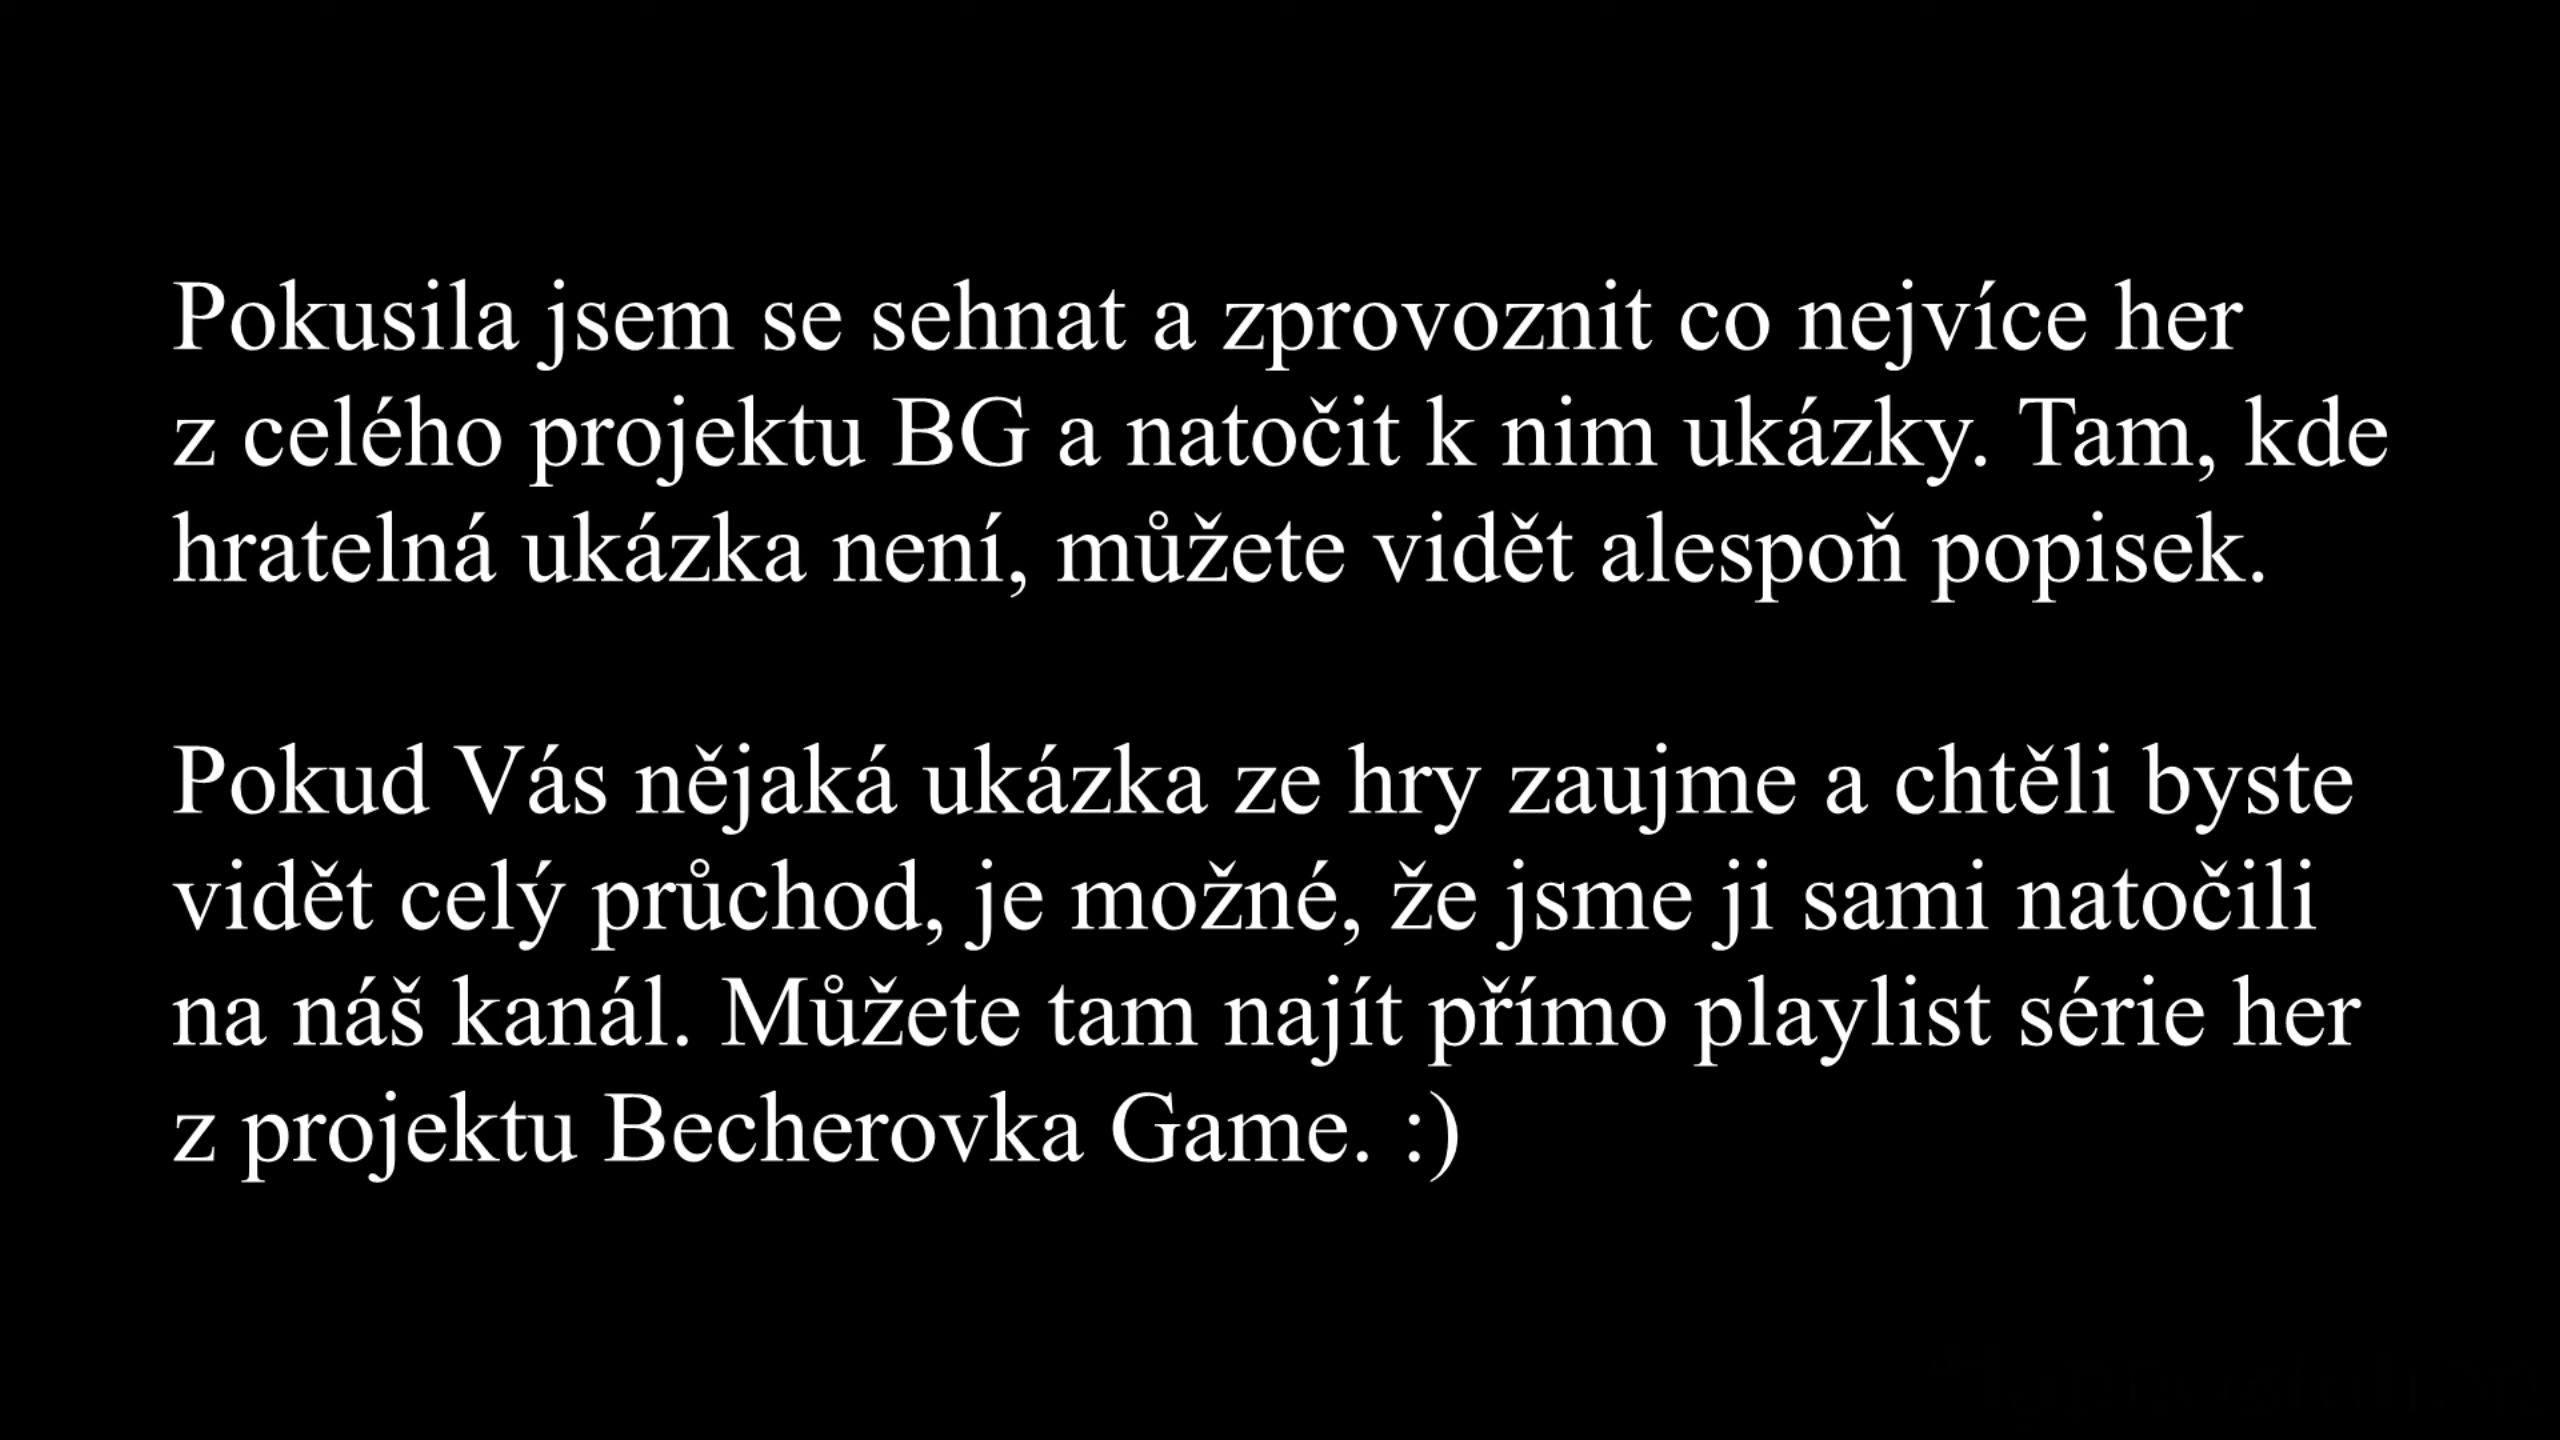 Pokusila jsem se sehnat a zprovoznit co nejvíce her
z celého projektu BG a natočit k nim ukázky. Tam, kde
hratelná ukázka není, můžete vidět alespoň popisek.
Pokud Vás nějaká ukázka ze hry zaujme a chtěli byste
vidět celý průchod, je možné, že jsme ji sami natočili
na náš kanál. Můžete tam najít přímo playlist série her
z projektu Becherovka Game. :)